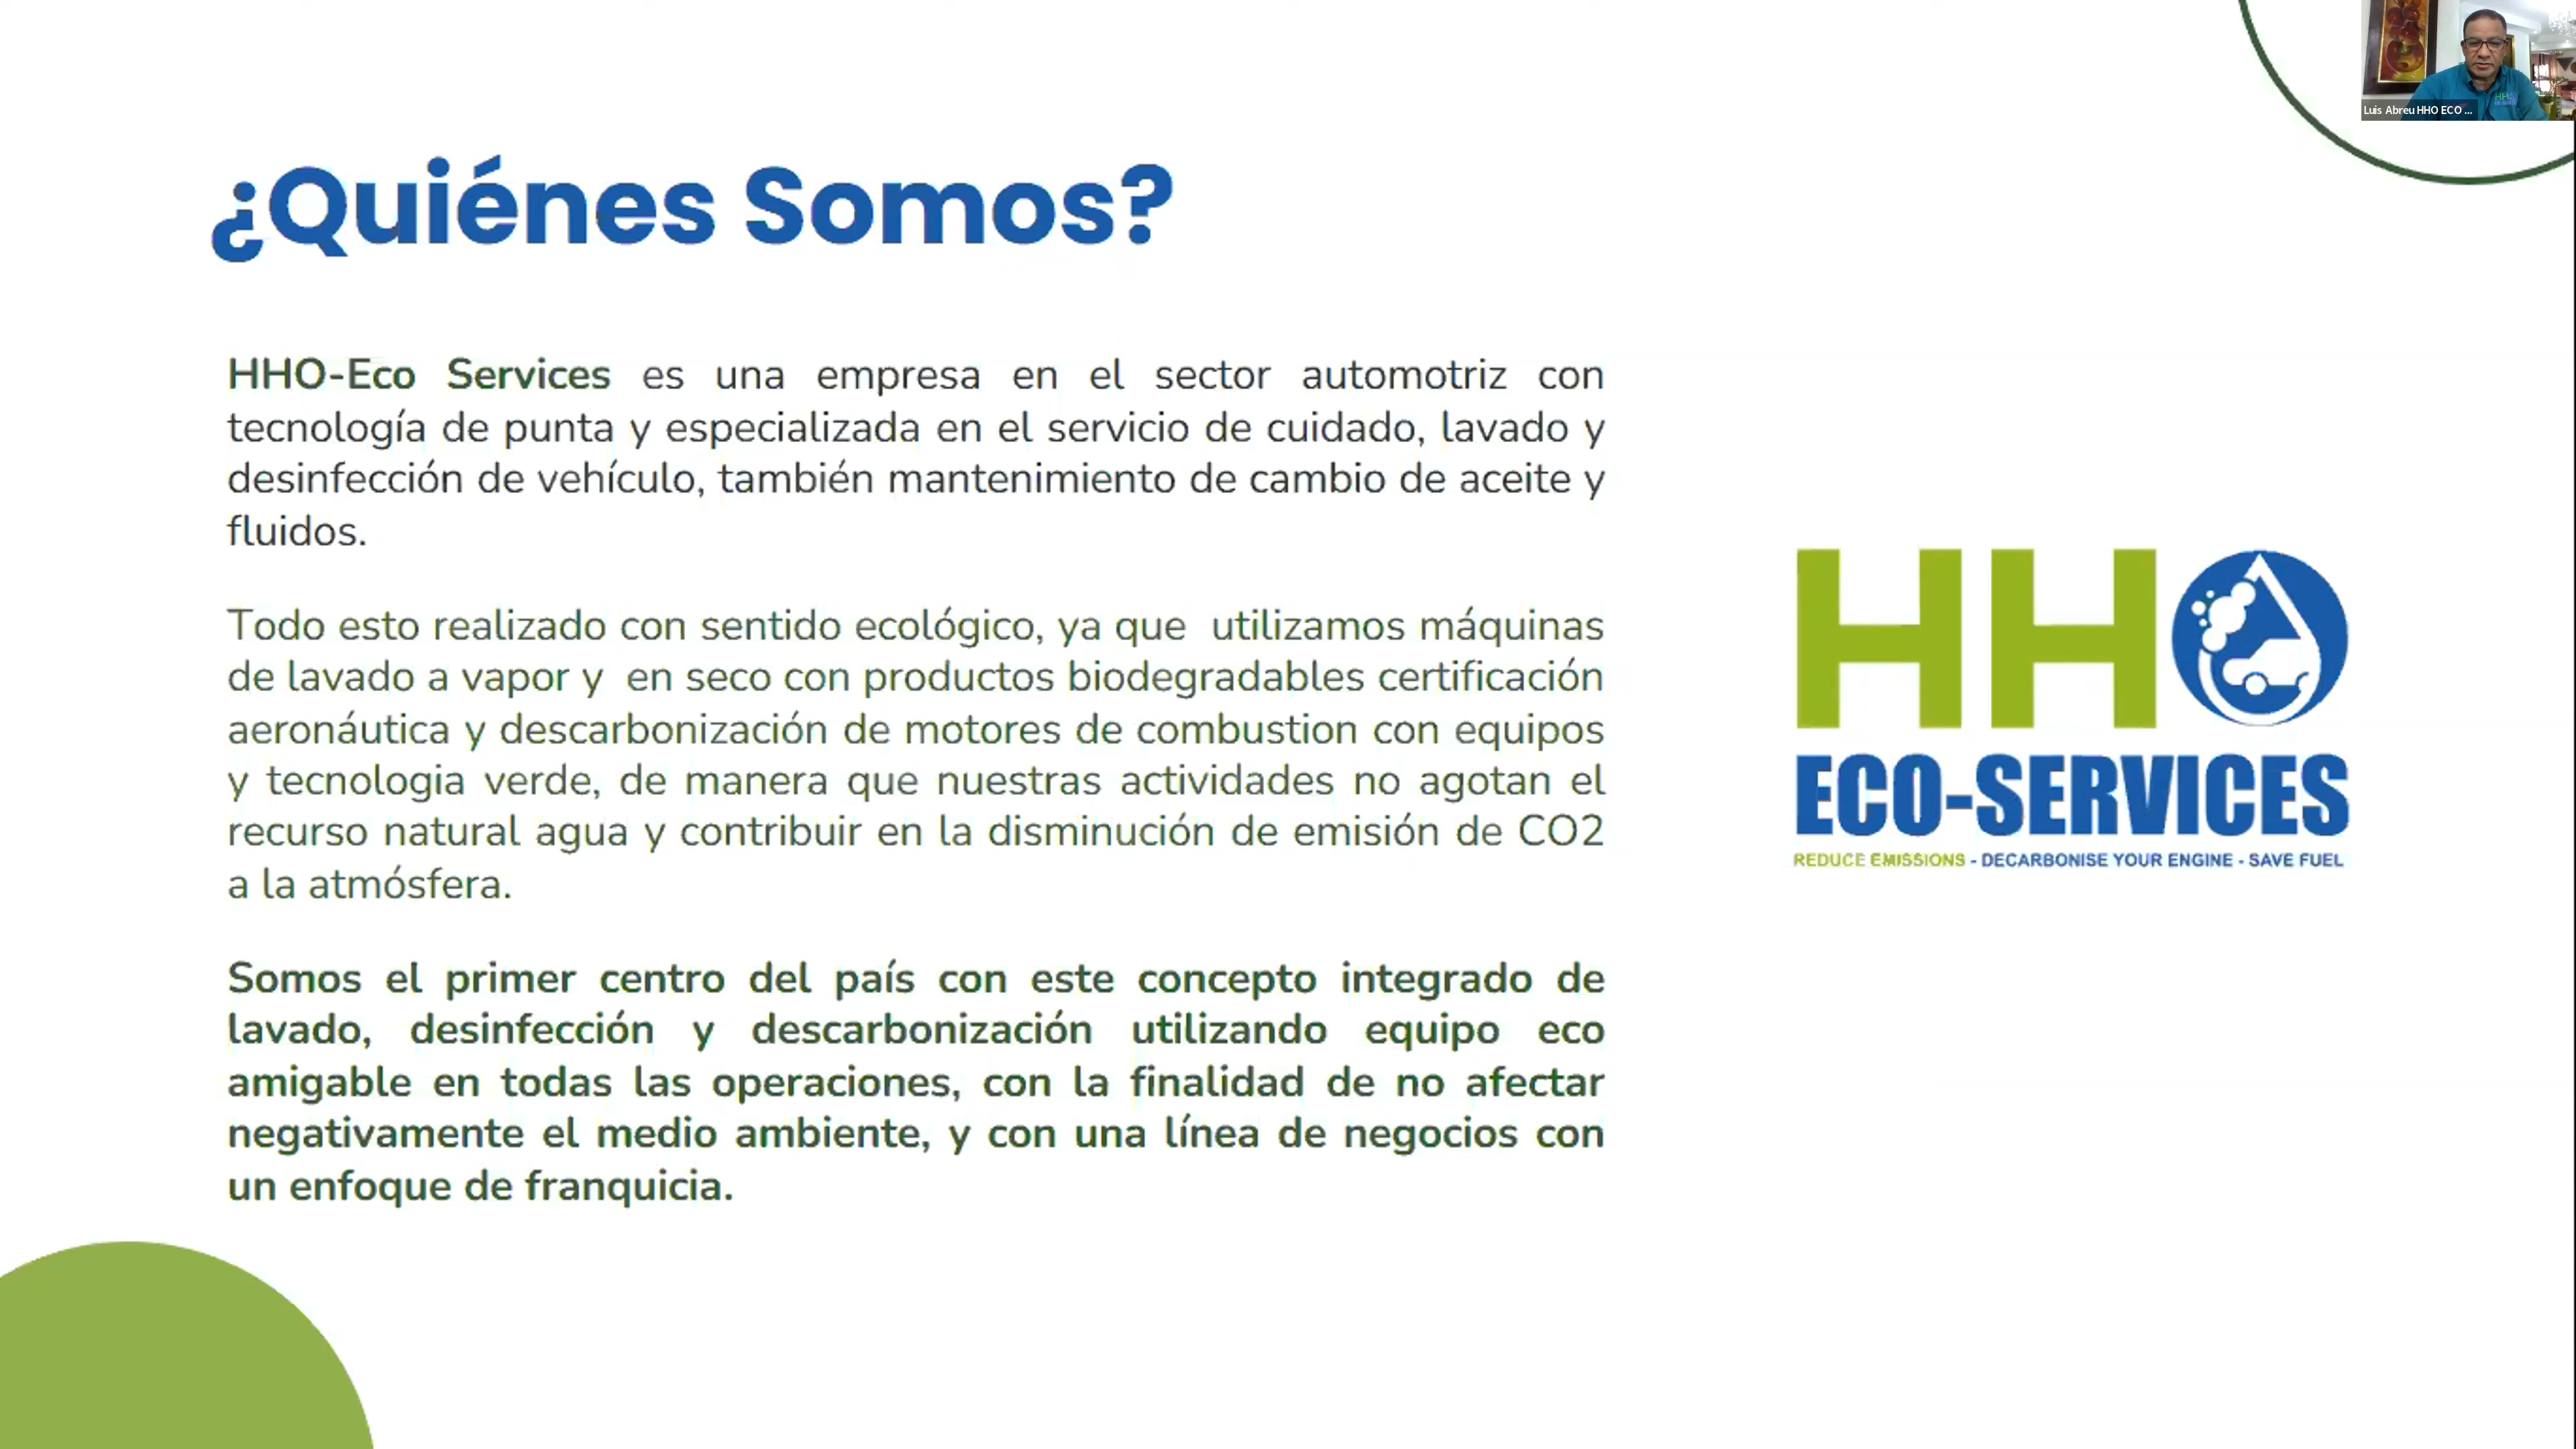 Luis Abreu HHO ECO ...
¿Quiénes Somos?
HHO-Eco Services es una empresa en el sector automotriz con
tecnología de punta y especializada en el servicio de cuidado, lavado y
desinfección de vehículo, también mantenimiento de cambio de aceite y
fluidos.
Todo esto realizado con sentido ecológico, ya que utilizamos máquinas
de lavado a vapor y en seco con productos biodegradables certificación
aeronáutica y descarbonización de motores de combustion con equipos
y tecnologia verde, de manera que nuestras actividades no agotan el
recurso natural agua y contribuir en la disminución de emisión de CO2
a la atmósfera.
Somos el primer centro del país con este concepto integrado de
lavado, desinfección y descarbonización utilizando equipo eco
amigable en todas las operaciones, con la finalidad de no afectar
negativamente el medio ambiente, y con una línea de negocios con
un enfoque de franquicia.
HHO
ECO-SERVICES
REDUCE EMISSIONS - DECARBONISE YOUR ENGINE - SAVE FUEL